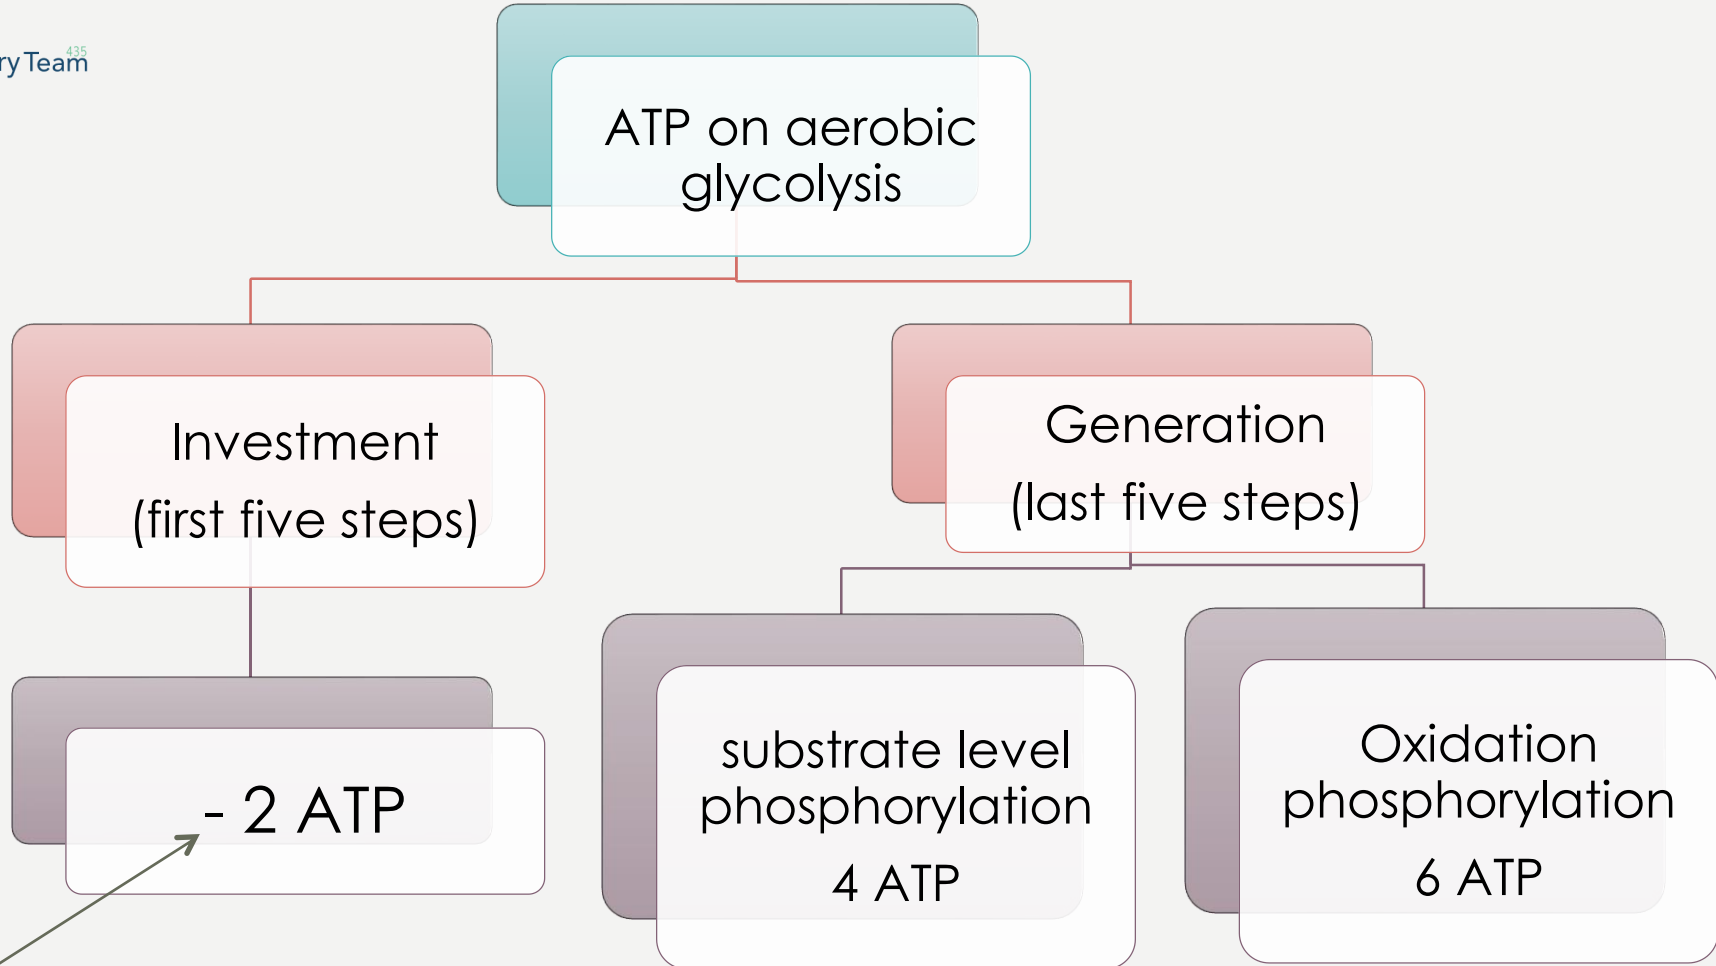 435
ry Team
ATP on aerobic
glycolysis
Investment
(first five steps)
Generation
(last five steps)
- 2 ATP
substrate level
phosphorylation
4 ATP
Oxidation
phosphorylation
6 ATP